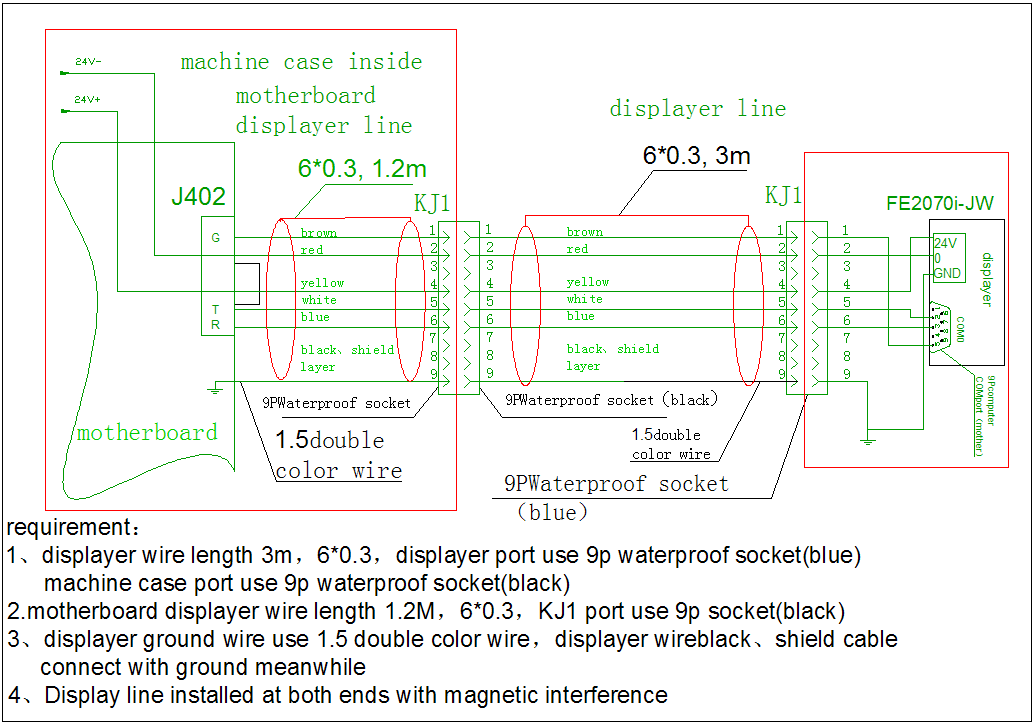 24V-
24V+
machine case inside
motherboard
displayer line
displayer line
6*0.3, 1.2m
6*0.3, 3m
J402
KJ1
KJ1
FE2070i-JW
G
T
R
brown
red
yellow
white
blue
black、shield
layer
1
2
3
4
5
6
7
8
9
1
2
3
4
5
6
7
8
9
brown
red
yellow
white
blue
black、shield
layer
1
2
3
4
5
6
7
8
9
1
2
3
4
5
6
7
8
9
24V
0
GND
displayer
COM0
9Pcomputer
COMport (mother)
9PWaterproof socket
9PWaterproof socket（black）
motherboard
1.5double
color wire
1.5double
color wire
9PWaterproof socket
（blue）
requirement：
1、displayer wire length 3m，6*0.3，displayer port use 9p waterproof socket(blue)
machine case port use 9p waterproof socket(black)
2.motherboard displayer wire length 1.2M，6*0.3，KJ1 port use 9p socket(black)
3、displayer ground wire use 1.5 double color wire，displayer wireblack、shield cable
connect with ground meanwhile
4、Display line installed at both ends with magnetic interference